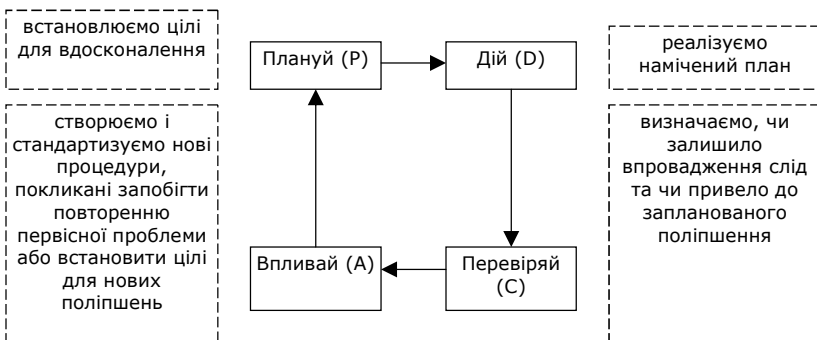 встановлюємо цілі
для вдосконалення
Плануй (P)
Дій (D)
реалізуємо
намічений план
створюємо і
стандартизуємо нові
процедури,
покликані запобігти
повторенню
первісної проблеми
або встановити цілі
для нових
поліпшень
визначаємо, чи
залишило
впровадження слід
та чи привело до
запланованого
поліпшення
Впливай (A)
Перевіряй
(C)